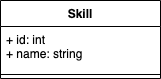 Skill
+ id: int
+ name: string